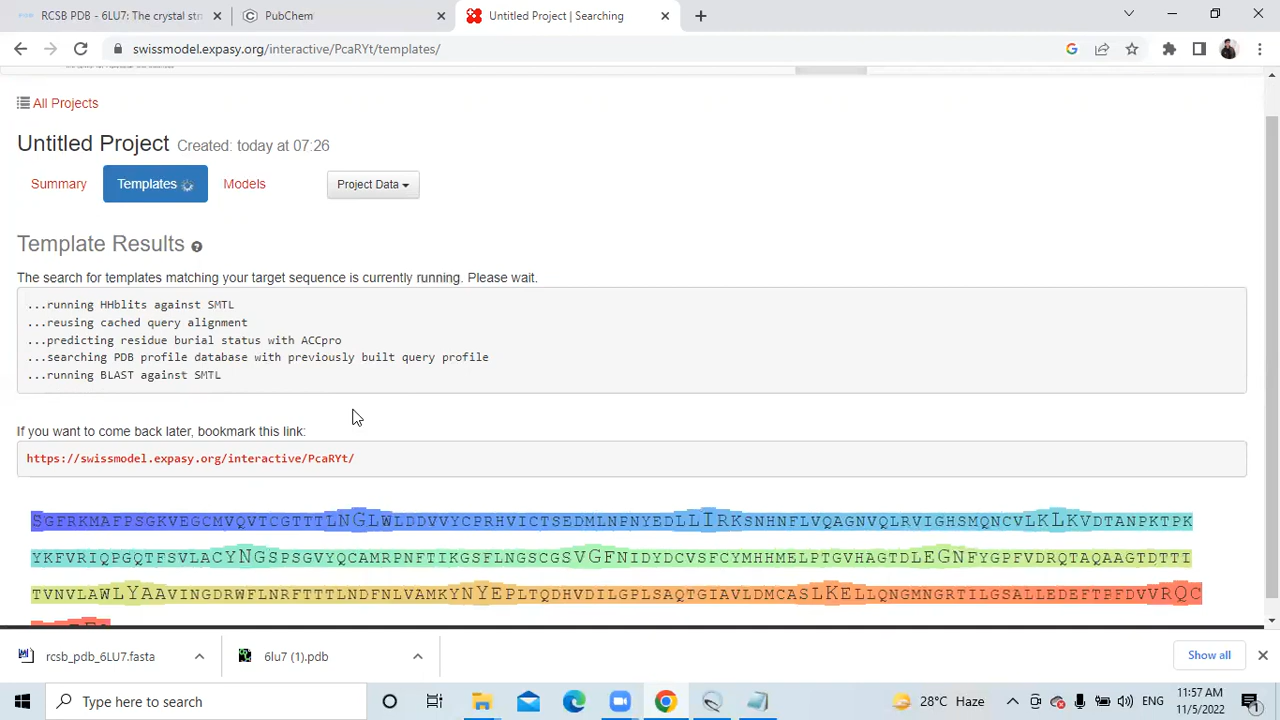 RCSB PDB - 6LU7: The crystal str
PubChem
Untitled Project | Searching
swissmodel.expasy.org/interactive/PcaRYt/templates/
All Projects
Untitled Project Created: today at 07:26
Summary Templates Models Project Data
Template Results
The search for templates matching your target sequence is currently running. Please wait.
...running HHblits against SMTL
...reusing cached query alignment
...predicting residue burial status with ACCpro
...searching PDB profile database with previously built query profile
...running BLAST against SMTL
If you want to come back later, bookmark this link:
https://swissmodel.expasy.org/interactive/PcaRYt/
SGFRKMAFPSGKVEGCMVQVTCGTTTLNGLWLDDVVYCPRHVICTSEDMLNPNYEDLLIRKSNHNFLVQAGNVQLRVIGHSMQNCVLKLKVDTANPKTPK
YKFVRIQPGQTFSVLACYNGSPSGVYQCAMRPNFTIKGSFLNGSCGSVGFNIDYDCVSFCYMHHMELPTGVHAGTDLEGNFYGPFVDRQTAQAAGTDTTI
TVNVLAWLYAAVINGDRWFLNRFTTTLNDFNLVAMKYNYEPLTQDHVDILGPLSAQTGIAVLDMCASLKELLQNGMNGRTILGSALLEDEFTPFDVVRQC
rcsb_pdb_6LU7.fasta
6lu7 (1).pdb
Show all
Type here to search
28°C Haze
ENG
11:57 AM
11/5/2022
1